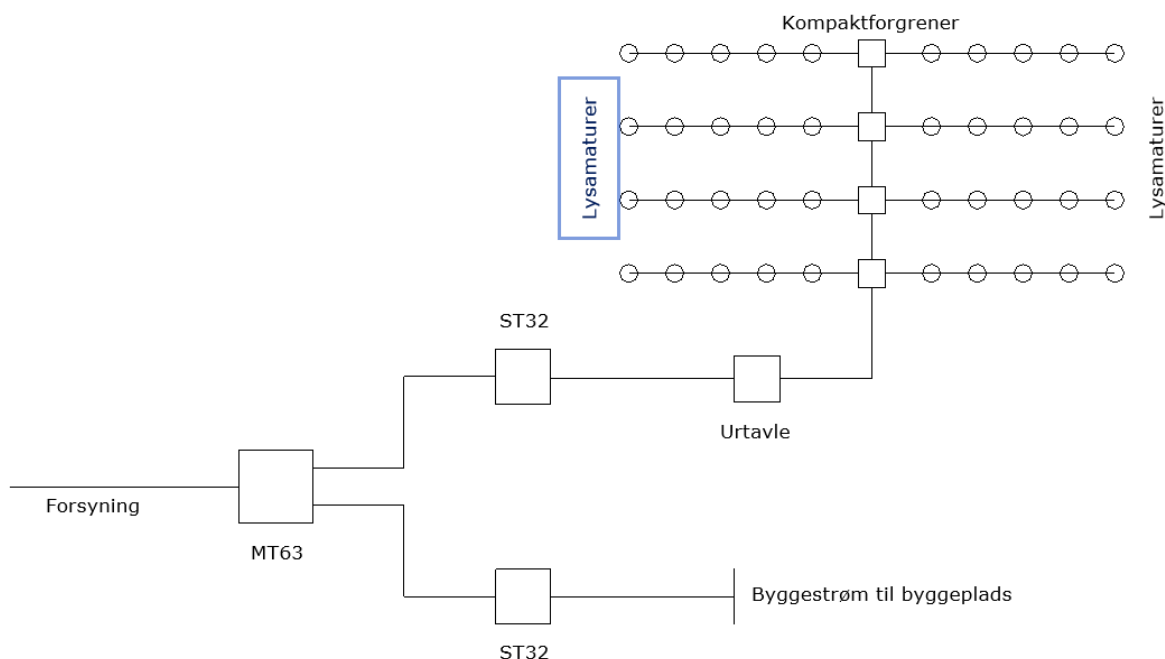 Kompaktforgrener
Lysamaturer
Lysamaturer
ST32
Urtavle
Forsyning
MT63
Byggestrøm til byggeplads
ST32